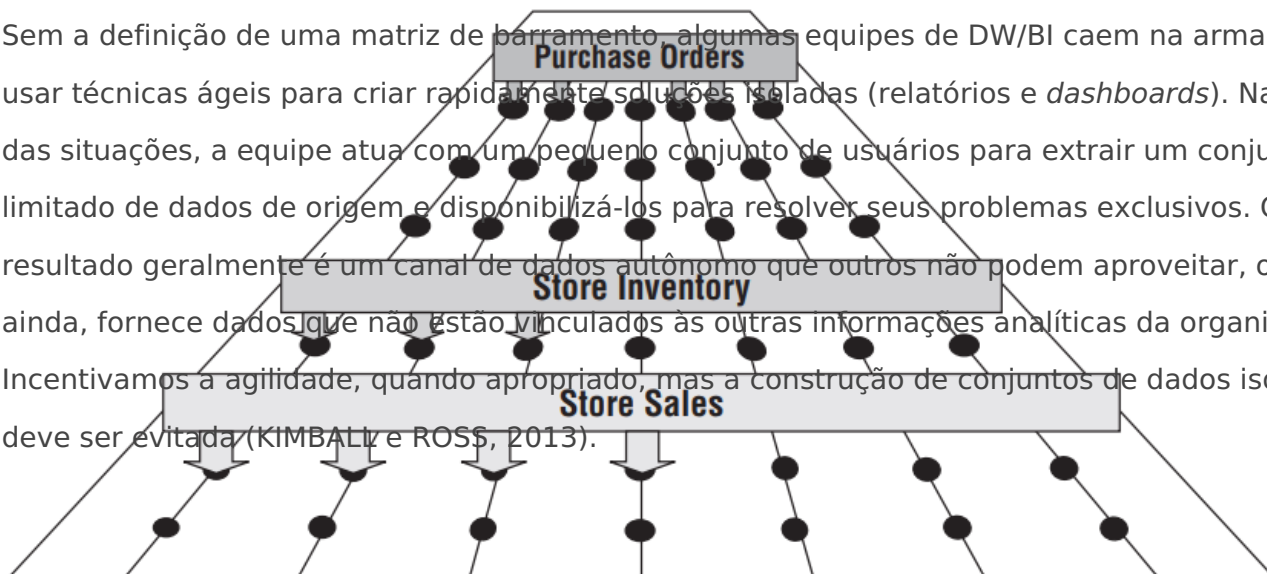 Sem a definição de uma matriz de barramento, algumas equipes de DW/BI caem na arma
Purchase Orders
usar técnicas ágeis para criar rapidamente soluções isoladas (relatórios e dashboards). Na
das situações, a equipe atua com um pequeno conjunto de usuários para extrair um conju
limitado de dados de origem e disponibilizá-los para resolver seus problemas exclusivos. O
resultado geralmente é um canal de dados autônomo que outros não podem aproveitar, o
Store Inventory
ainda, fornece dados que não estão vinculados às outras informações analíticas da organi
Incentivamos a agilidade, quando apropriado, mas a construção de conjuntos de dados iso
Store Sales
deve ser evitada (KIMBALL e ROSS, 2013).